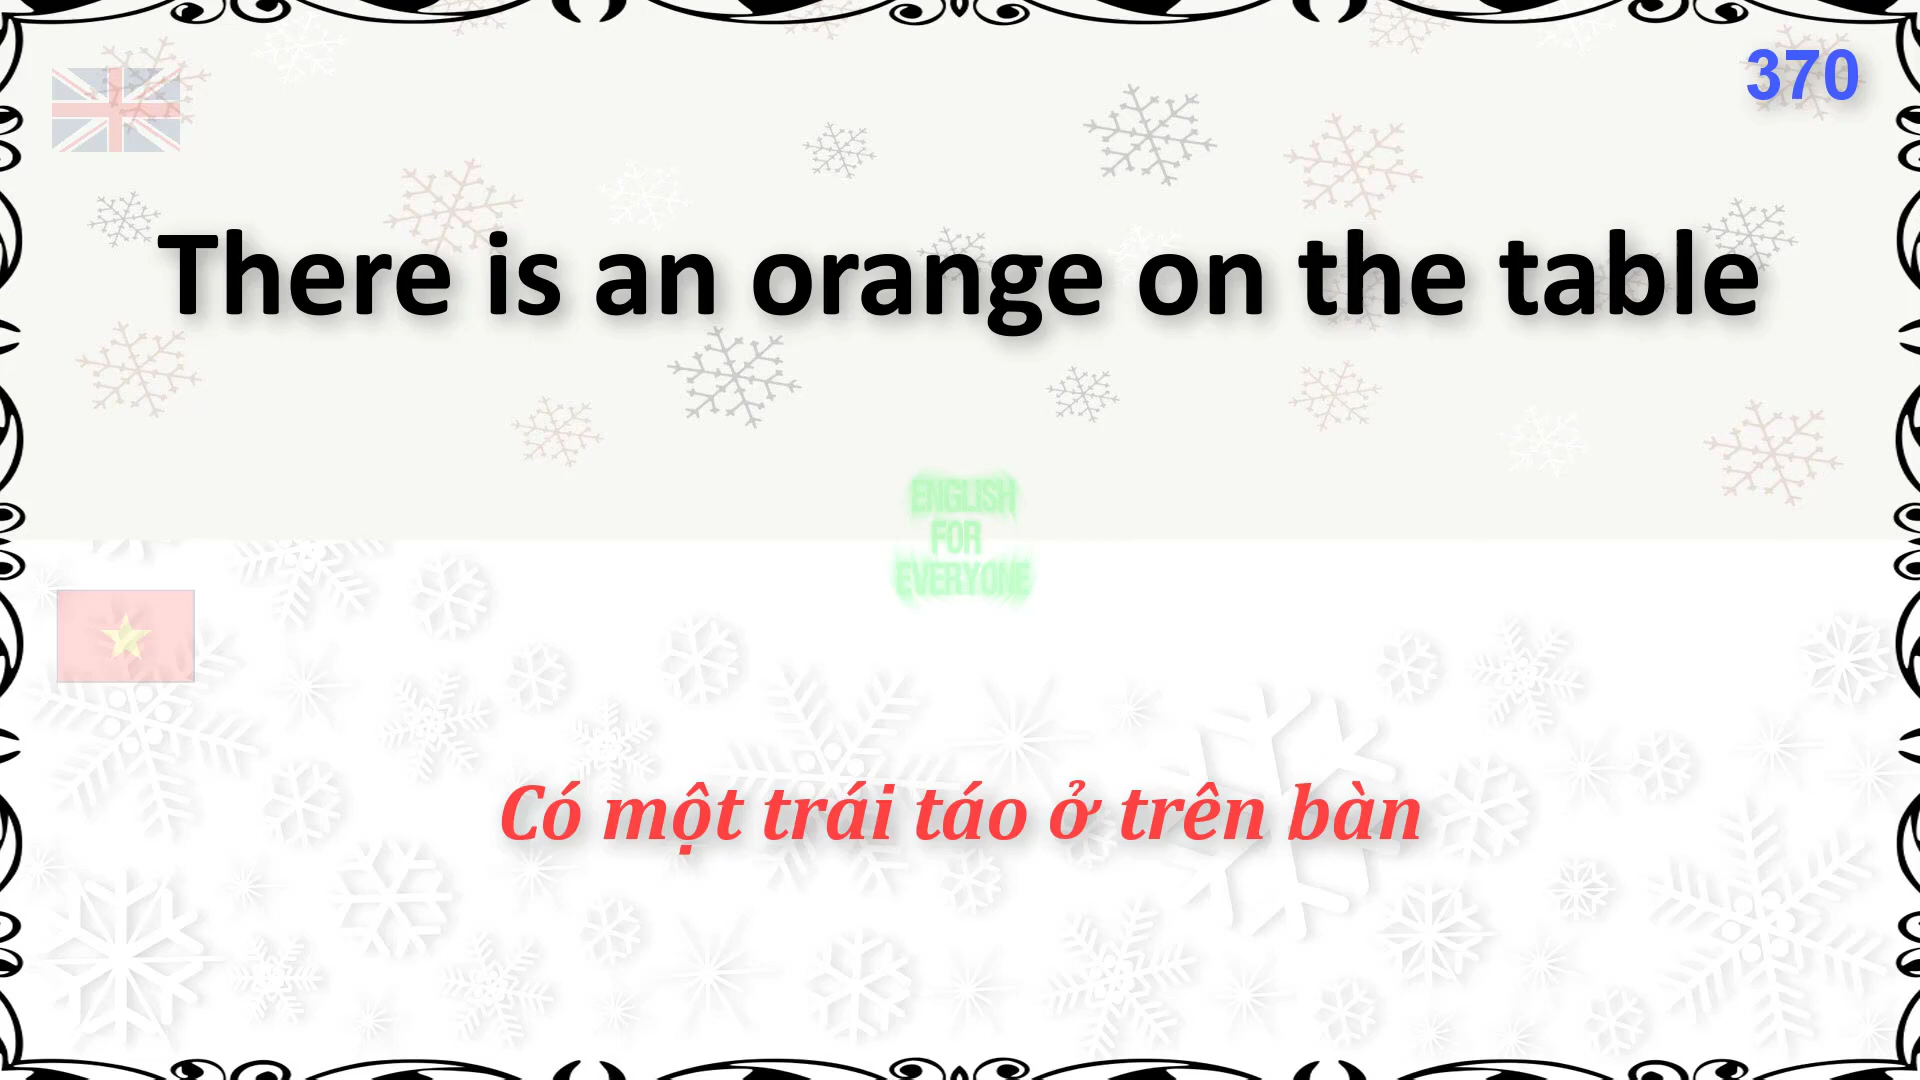 370
There is an orange on the table
ENGLISH
FOR
EVERYONE
Có một trái táo ở trên bàn